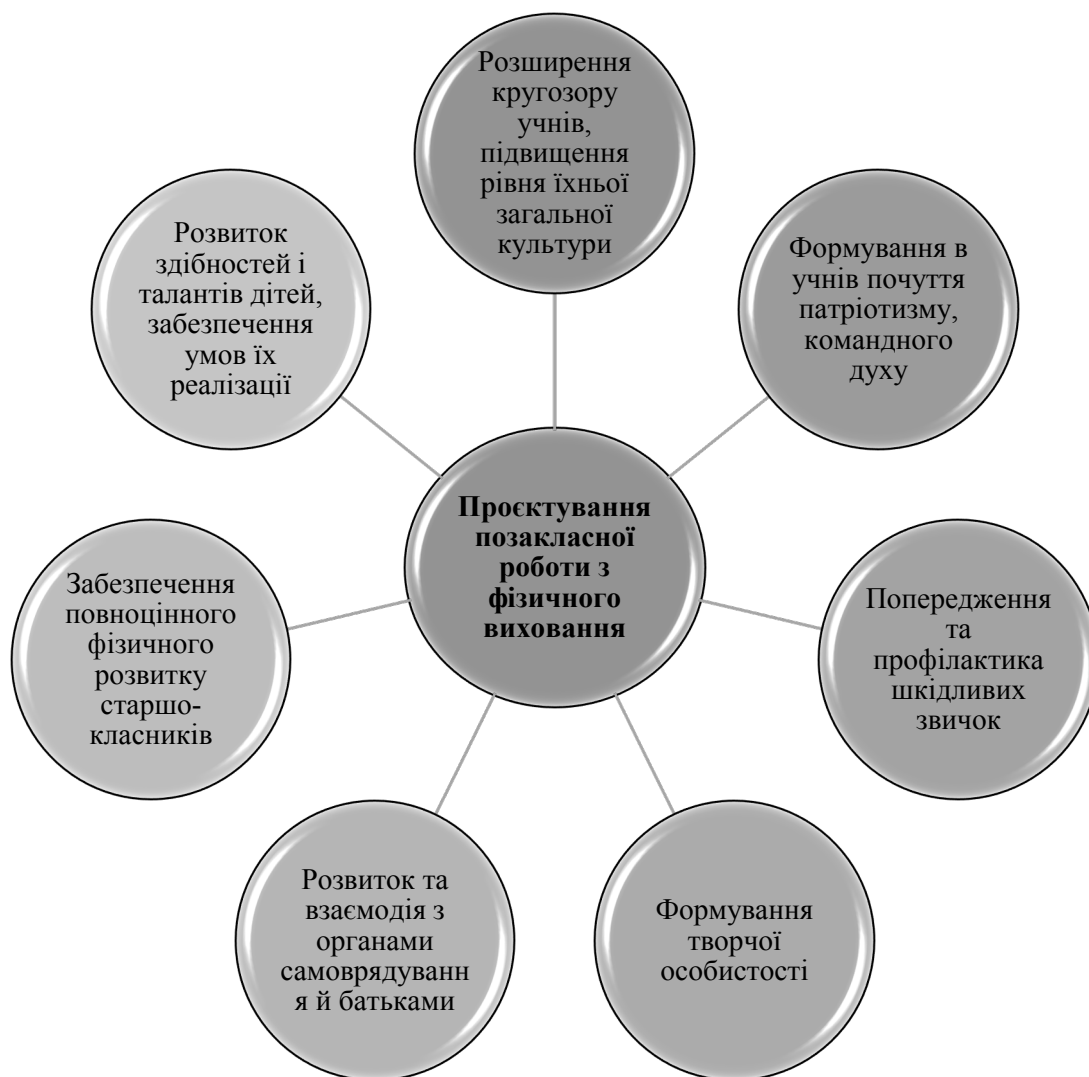 Розширення
кругозору
учнів,
підвищення
рівня їхньої
загальної
культури
Формування в
учнів почуття
патріотизму,
командного
духу
Попередження
та
профілактика
шкідливих
звичок
Формування
творчої
особистості
Розвиток та
взаємодія з
органами
самоврядуванн
я й батьками
Забезпечення
повноцінного
фізичного
розвитку
старшо-
класників
Розвиток
здібностей і
талантів дітей,
забезпечення
умов їх
реалізації
Проєктування
позакласної
роботи з
фізичного
виховання